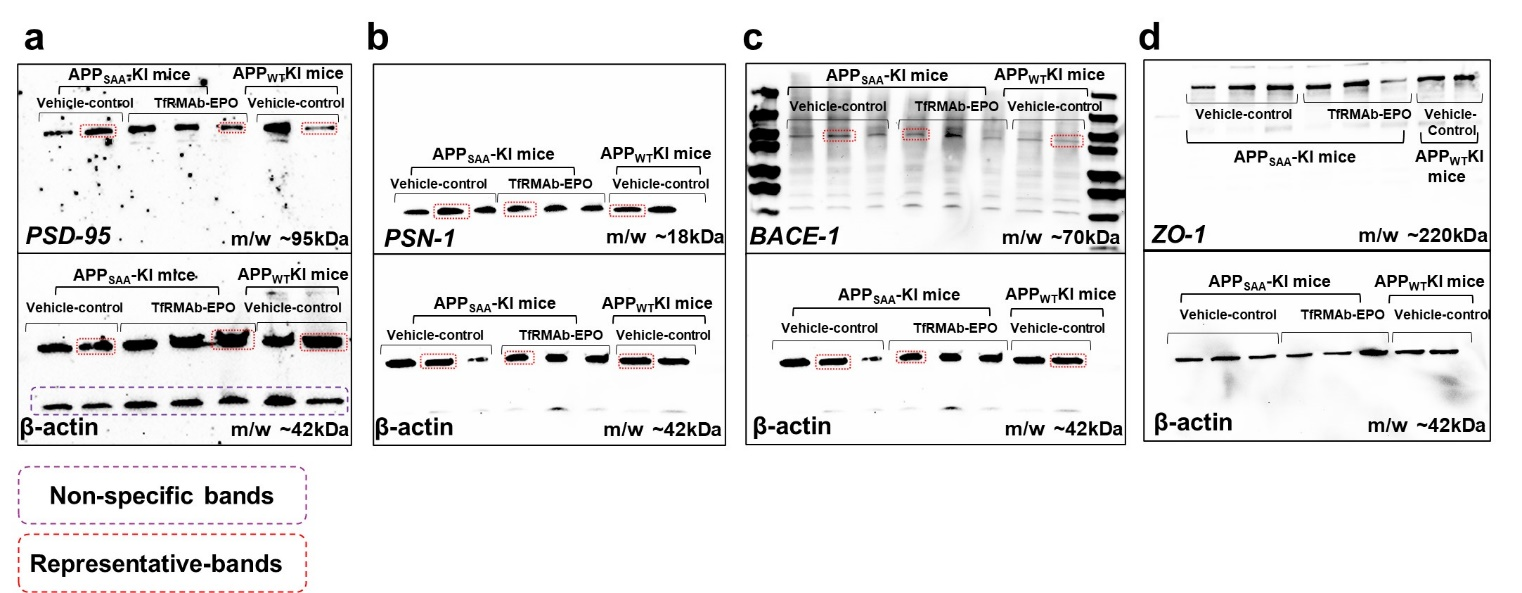 a
APPSAA-KI mice APPWTKI mice
Vehicle-control TfRMAb-EPO Vehicle-control
PSD-95 m/w ~95kDa
APPSAA-KI mice APPWTKI mice
Vehicle-control TfRMAb-EPO Vehicle-control
β-actin m/w ~42kDa
b
APPSAA-KI mice APPWTKI mice
Vehicle-control TfRMAb-EPO Vehicle-control
PSN-1 m/w ~18kDa
APPSAA-KI mice APPWTKI mice
Vehicle-control TfRMAb-EPO Vehicle-control
β-actin m/w ~42kDa
c
APPSAA-KI mice APPWTKI mice
Vehicle-control TfRMAb-EPO Vehicle-control
BACE-1 m/w ~70kDa
APPSAA-KI mice APPWTKI mice
Vehicle-control TfRMAb-EPO Vehicle-control
β-actin m/w ~42kDa
d
Vehicle-control TfRMAb-EPO Vehicle-
Control
APPSAA-KI mice APPWTKI
mice
ZO-1 m/w ~220kDa
APPSAA-KI mice APPWTKI mice
Vehicle-control TfRMAb-EPO Vehicle-control
β-actin m/w ~42kDa
Non-specific bands
Representative-bands